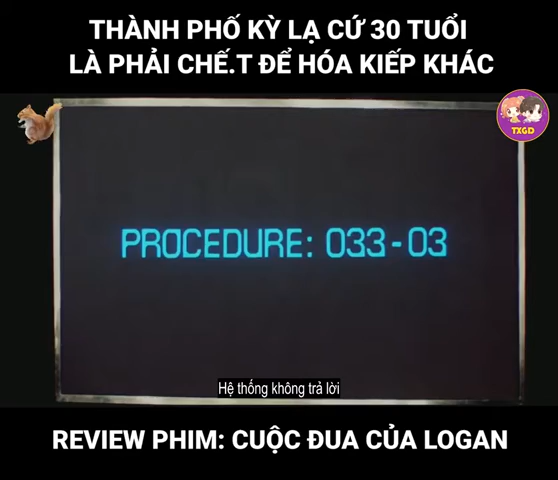 THÀNH PHỐ KỲ LẠ CỨ 30 TUỔI
LÀ PHẢI CHẾ.T ĐỂ HÓA KIẾP KHÁC
TXGD
PROCEDURE: 033-03
Hệ thống không trả lời
REVIEW PHIM: CUỘC ĐUA CỦA LOGAN